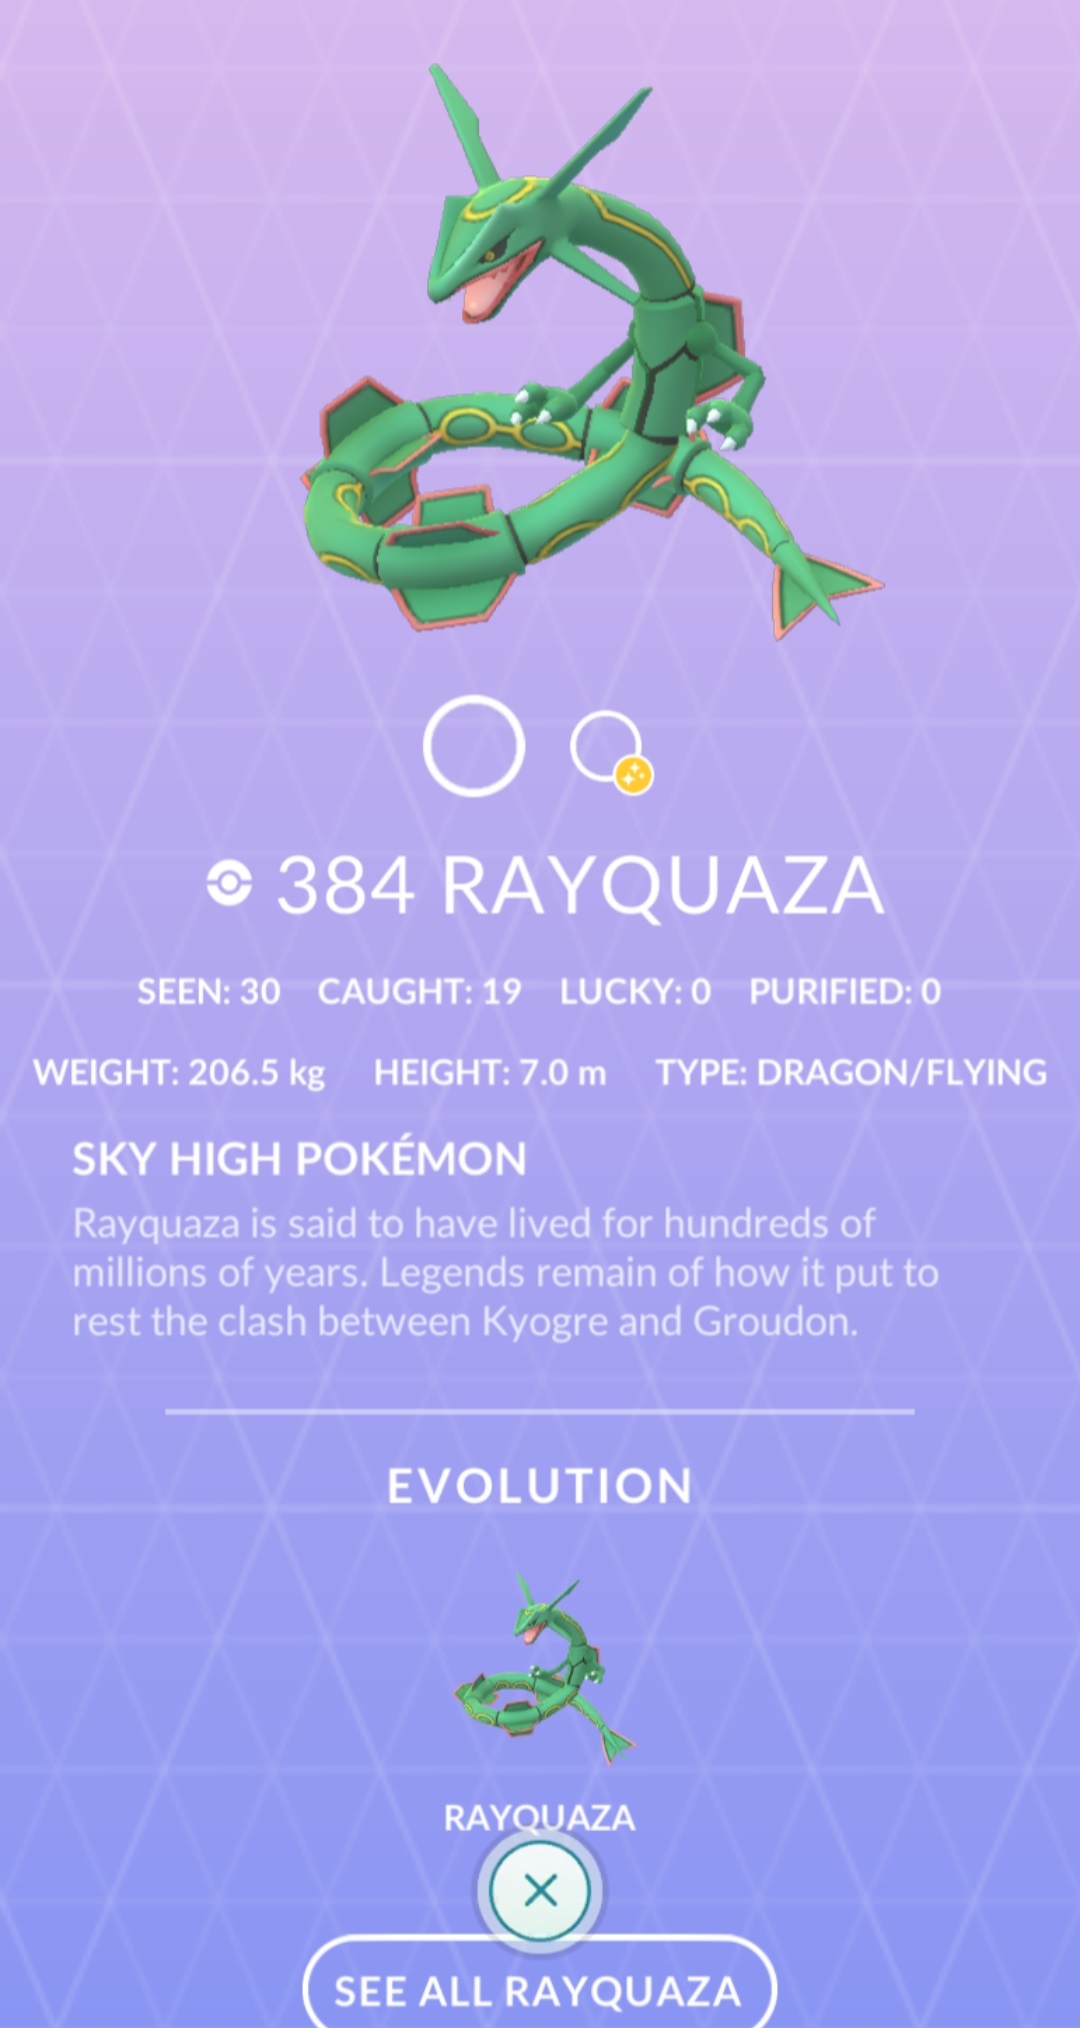 384 RAYQUAZA
SEEN: 30 CAUGHT: 19 LUCKY: 0 PURIFIED: 0
WEIGHT: 206.5 kg HEIGHT: 7.0 m TYPE: DRAGON/FLYING
SKY HIGH POKÉMON
Rayquaza is said to have lived for hundreds of
millions of years. Legends remain of how it put to
rest the clash between Kyogre and Groudon.
EVOLUTION
RAYQUAZA
SEE ALL RAYQUAZA